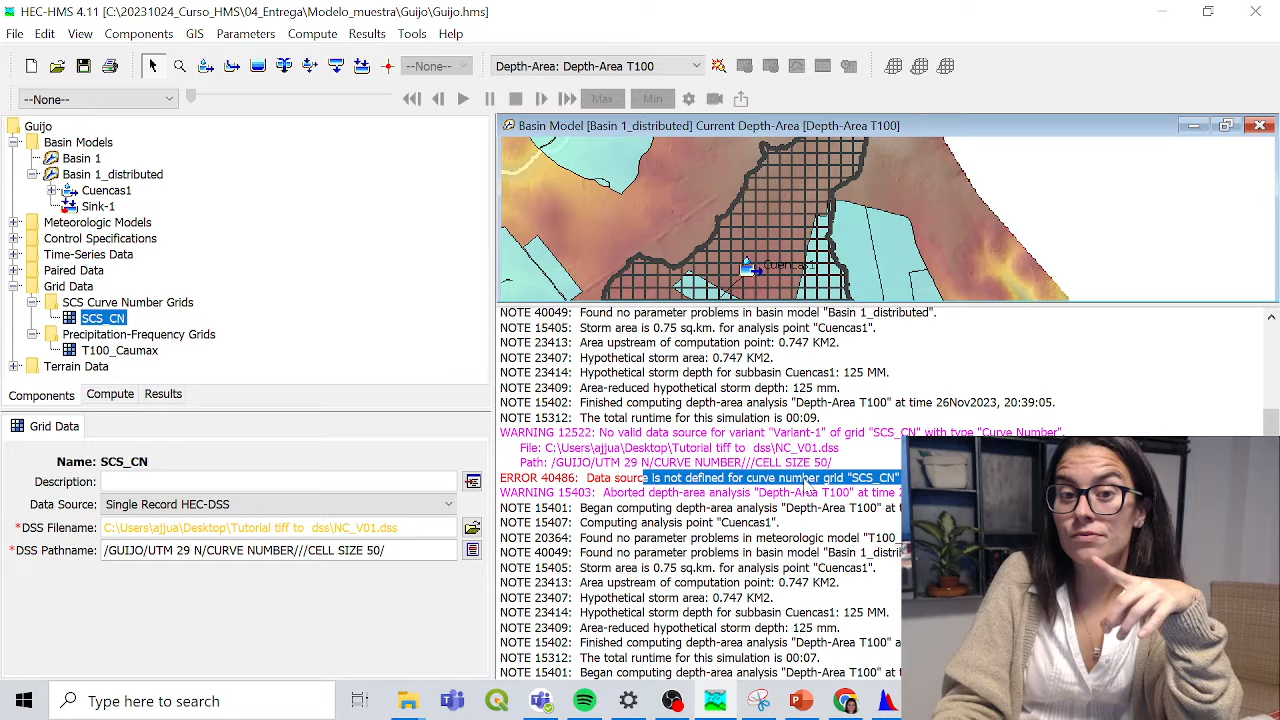 HEC-HMS 4.11 [C:\20231024_Curso_HMS\04_Entrega\Modelo_muestra\Guijo\Guijo.hms]
File Edit View Components GIS Parameters Compute Results Tools Help
--None-- Depth-Area: Depth-Area T100
--None-- Max Min
Guijo
Basin Models
Basin 1
Basin 1_distributed
Cuencas1
Sink-1
Meteorologic Models
Control Specifications
Time-Series Data
Paired Data
Grid Data
SCS Curve Number Grids
SCS_CN
Precipitation-Frequency Grids
T100_Caumax
Terrain Data
Components Compute Results
Grid Data
Name: SCS_CN
Description:
Data Source: Single Record HEC-DSS
*DSS Filename: C:\Users\ajjua\Desktop\Tutorial tiff to dss\NC_V01.dss
*DSS Pathname: /GUIJO/UTM 29 N/CURVE NUMBER///CELL SIZE 50/
Basin Model [Basin 1_distributed] Current Depth-Area [Depth-Area T100]
Cuencas1
NOTE 40049: Found no parameter problems in basin model "Basin 1_distributed".
NOTE 15405: Storm area is 0.75 sq.km. for analysis point "Cuencas1".
NOTE 23413: Area upstream of computation point: 0.747 KM2.
NOTE 23407: Hypothetical storm area: 0.747 KM2.
NOTE 23414: Hypothetical storm depth for subbasin Cuencas1: 125 MM.
NOTE 23409: Area-reduced hypothetical storm depth: 125 mm.
NOTE 15402: Finished computing depth-area analysis "Depth-Area T100" at time 26Nov2023, 20:39:05.
NOTE 15312: The total runtime for this simulation is 00:09.
WARNING 12522: No valid data source for variant "Variant-1" of grid "SCS_CN" with type "Curve Number".
File: C:\Users\ajjua\Desktop\Tutorial tiff to dss\NC_V01.dss
Path: /GUIJO/UTM 29 N/CURVE NUMBER///CELL SIZE 50/
ERROR 40486: Data source is not defined for curve number grid "SCS_CN"
WARNING 15403: Aborted depth-area analysis "Depth-Area T100" at time 2
NOTE 15401: Began computing depth-area analysis "Depth-Area T100" at
NOTE 15407: Computing analysis point "Cuencas1".
NOTE 20364: Found no parameter problems in meteorologic model "T100_
NOTE 40049: Found no parameter problems in basin model "Basin 1_distri
NOTE 15405: Storm area is 0.75 sq.km. for analysis point "Cuencas1".
NOTE 23413: Area upstream of computation point: 0.747 KM2.
NOTE 23407: Hypothetical storm area: 0.747 KM2.
NOTE 23414: Hypothetical storm depth for subbasin Cuencas1: 125 MM.
NOTE 23409: Area-reduced hypothetical storm depth: 125 mm.
NOTE 15402: Finished computing depth-area analysis "Depth-Area T100" a
NOTE 15312: The total runtime for this simulation is 00:07.
NOTE 15401: Began computing depth-area analysis "Depth-Area T100" at
Type here to search